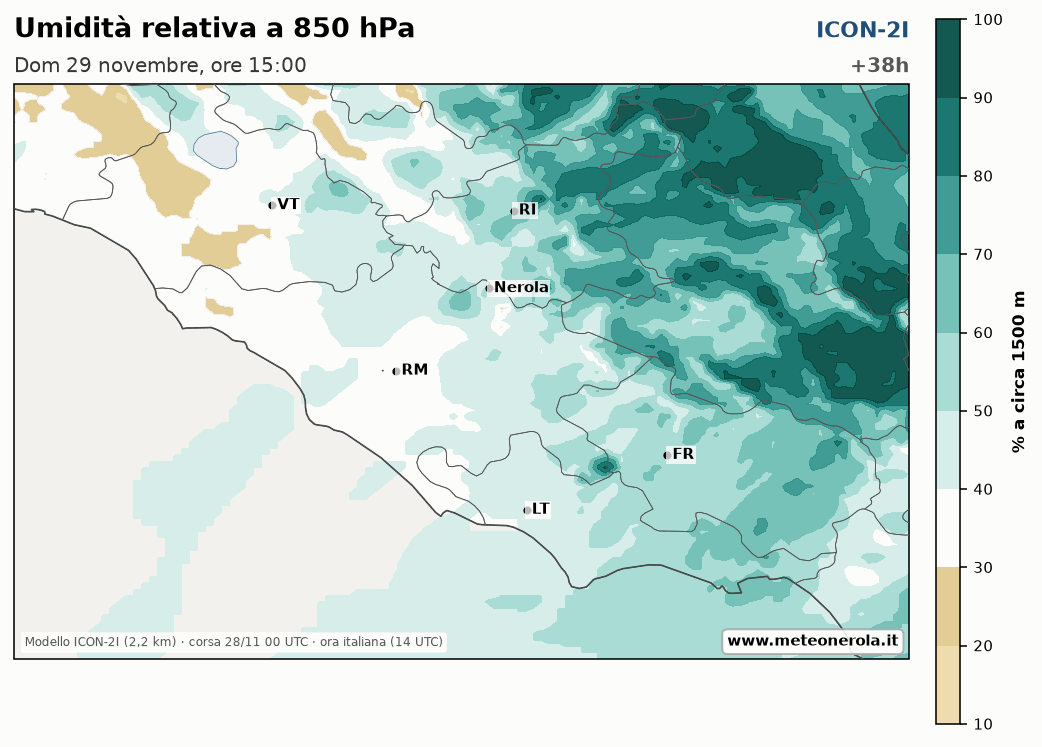 Umidità relativa a 850 hPa
ICON-2I
Dom 29 novembre, ore 15:00
+38h
100
90
80
70
60
50
40
30
20
10
% a circa 1500 m
VT
RI
Nerola
RM
FR
LT
Modello ICON-2I (2,2 km) · corsa 28/11 00 UTC · ora italiana (14 UTC)
www.meteonerola.it